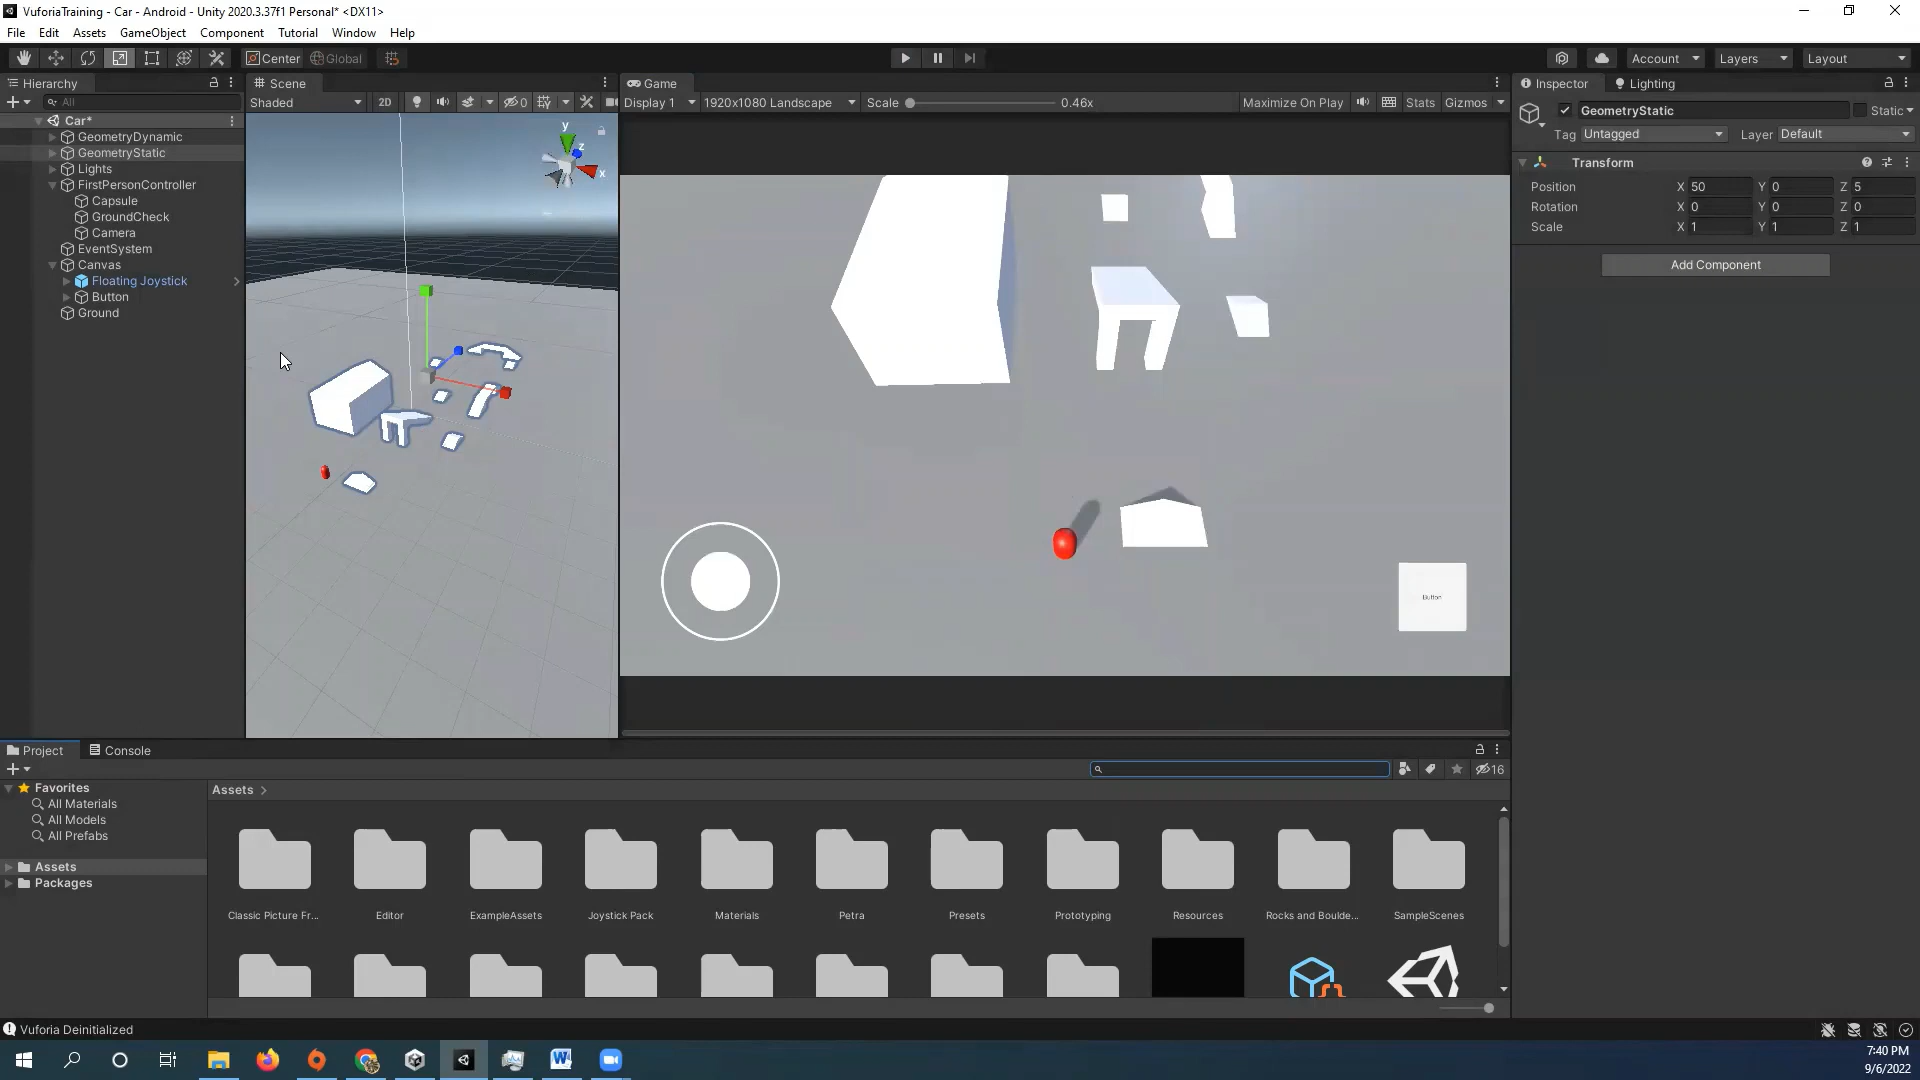 VuforiaTraining - Car - Android - Unity 2020.3.37f1 Personal* <DX11>
File Edit Assets GameObject Component Tutorial Window Help
Center Global Account Layers Layout
Hierarchy
All
Car*
GeometryDynamic
GeometryStatic
Lights
FirstPersonController
Capsule
GroundCheck
Camera
EventSystem
Canvas
Floating Joystick
Button
Ground
Scene
Shaded 2D 0
y
z
x
Game
Display 1 1920x1080 Landscape Scale 0.46x Maximize On Play Stats Gizmos
Button
Inspector Lighting
GeometryStatic Static
Tag Untagged Layer Default
Transform
Position X 50 Y 0 Z 5
Rotation X 0 Y 0 Z 0
Scale X 1 Y 1 Z 1
Add Component
Project Console
16
Favorites
All Materials
All Models
All Prefabs
Assets
Packages
Assets >
Classic Picture Fr... Editor ExampleAssets Joystick Pack Materials Petra Presets Prototyping Resources Rocks and Boulde... SampleScenes
Vuforia Deinitialized
7:40 PM
9/6/2022